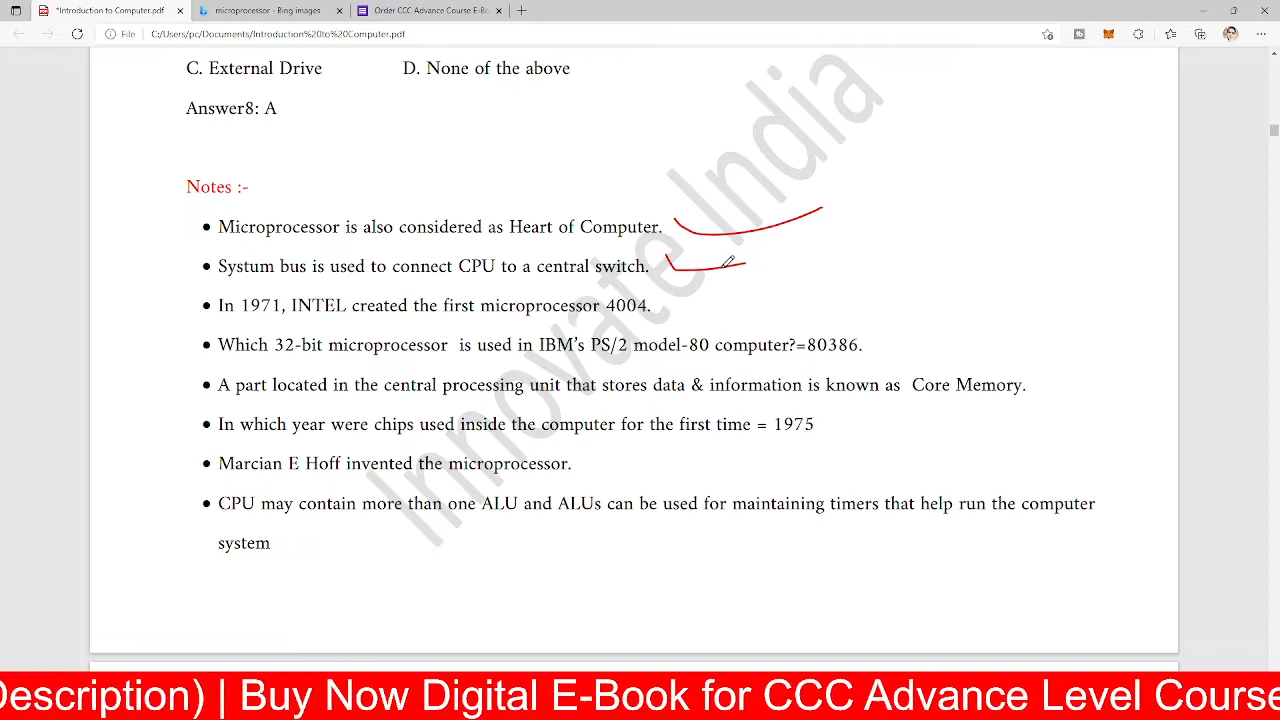 *Introduction to Computer.pdf
microprocessor - Bing images
Order CCC Advance Course E-Bo
File
C:/Users/pc/Documents/Introduction%20to%20Computer.pdf
C. External Drive D. None of the above
Answer8: A
Notes :-
• Microprocessor is also considered as Heart of Computer.
• Systum bus is used to connect CPU to a central switch.
• In 1971, INTEL created the first microprocessor 4004.
• Which 32-bit microprocessor is used in IBM's PS/2 model-80 computer?=80386.
• A part located in the central processing unit that stores data & information is known as Core Memory.
• In which year were chips used inside the computer for the first time = 1975
• Marcian E Hoff invented the microprocessor.
• CPU may contain more than one ALU and ALUs can be used for maintaining timers that help run the computer
system
Innovate India
Description) | Buy Now Digital E-Book for CCC Advance Level Course